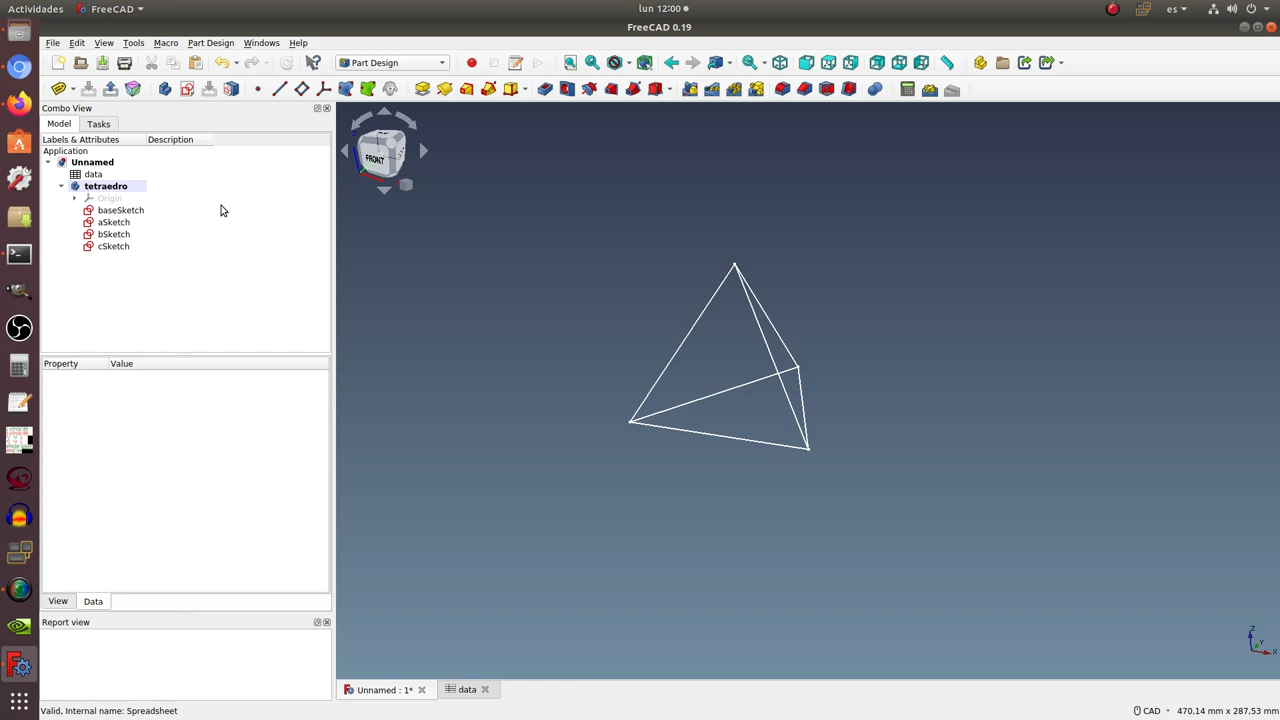 Actividades
FreeCAD
lun 12:00
es
FreeCAD 0.19
File Edit View Tools Macro Part Design Windows Help
Part Design
Combo View
Model Tasks
Labels & Attributes Description
Application
Unnamed
data
tetraedro
Origin
baseSketch
aSketch
bSketch
cSketch
FRONT
Property Value
View Data
Report view
Z
Y
X
Unnamed : 1*
data
Valid, Internal name: Spreadsheet
CAD
470,14 mm x 287,53 mm